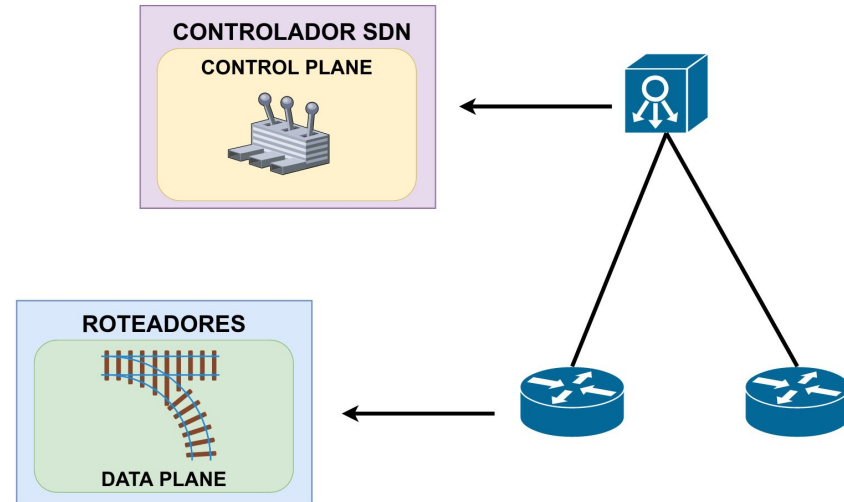 CONTROLADOR SDN
CONTROL PLANE
ROTEADORES
DATA PLANE